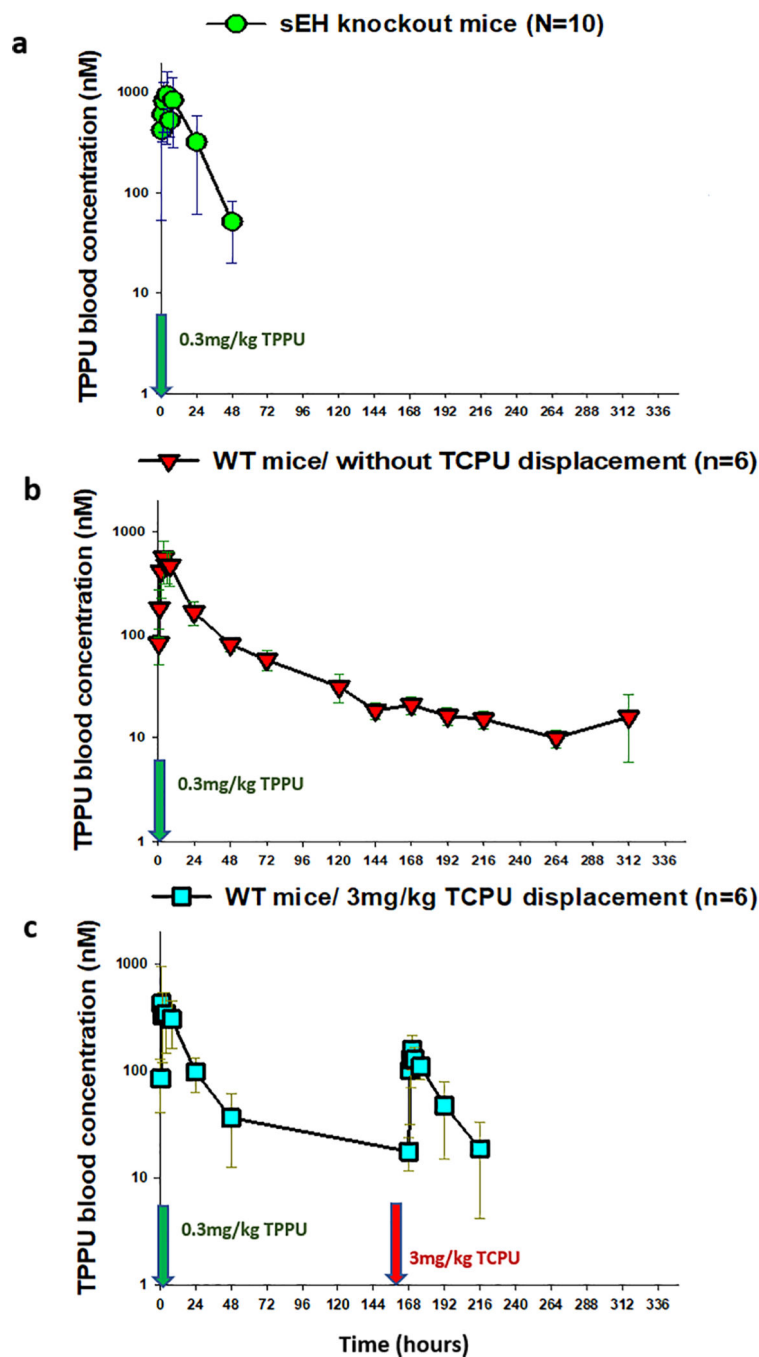 sEH knockout mice (N=10)
a
TPPU blood concentration (nM)
1000
100
10
1
0.3mg/kg TPPU
0 24 48 72 96 120 144 168 192 216 240 264 288 312 336
WT mice/ without TCPU displacement (n=6)
b
TPPU blood concentration (nM)
1000
100
10
1
0.3mg/kg TPPU
0 24 48 72 96 120 144 168 192 216 240 264 288 312 336
WT mice/ 3mg/kg TCPU displacement (n=6)
c
TPPU blood concentration (nM)
1000
100
10
1
0.3mg/kg TPPU
3mg/kg TCPU
0 24 48 72 96 120 144 168 192 216 240 264 288 312 336
Time (hours)